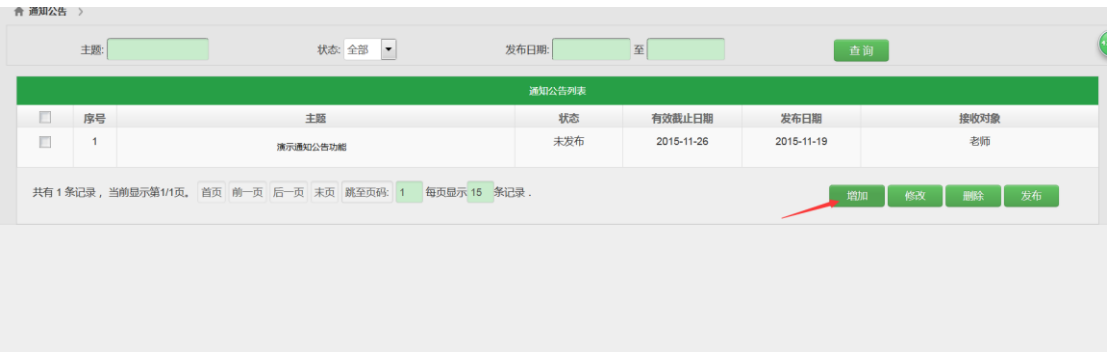 通知公告 >
主题: 状态: 全部 发布日期: 至 查询
通知公告列表
序号 主题 状态 有效截止日期 发布日期 接收对象
1 演示通知公告功能 未发布 2015-11-26 2015-11-19 老师
共有 1 条记录，当前显示第1/1页。 首页 前一页 后一页 末页 跳至页码: 1 每页显示 15 条记录 . 增加 修改 删除 发布